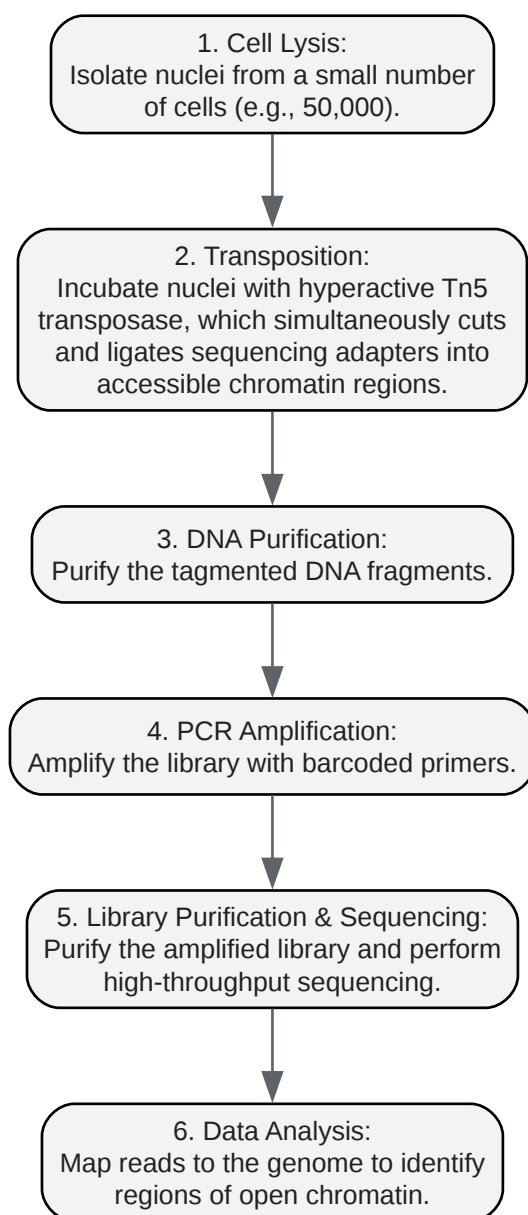 1. Cell Lysis:
Isolate nuclei from a small number
of cells (e.g., 50,000).
2. Transposition:
Incubate nuclei with hyperactive Tn5
transposase, which simultaneously cuts
and ligates sequencing adapters into
accessible chromatin regions.
3. DNA Purification:
Purify the tagmented DNA fragments.
4. PCR Amplification:
Amplify the library with barcoded primers.
5. Library Purification & Sequencing:
Purify the amplified library and perform
high-throughput sequencing.
6. Data Analysis:
Map reads to the genome to identify
regions of open chromatin.